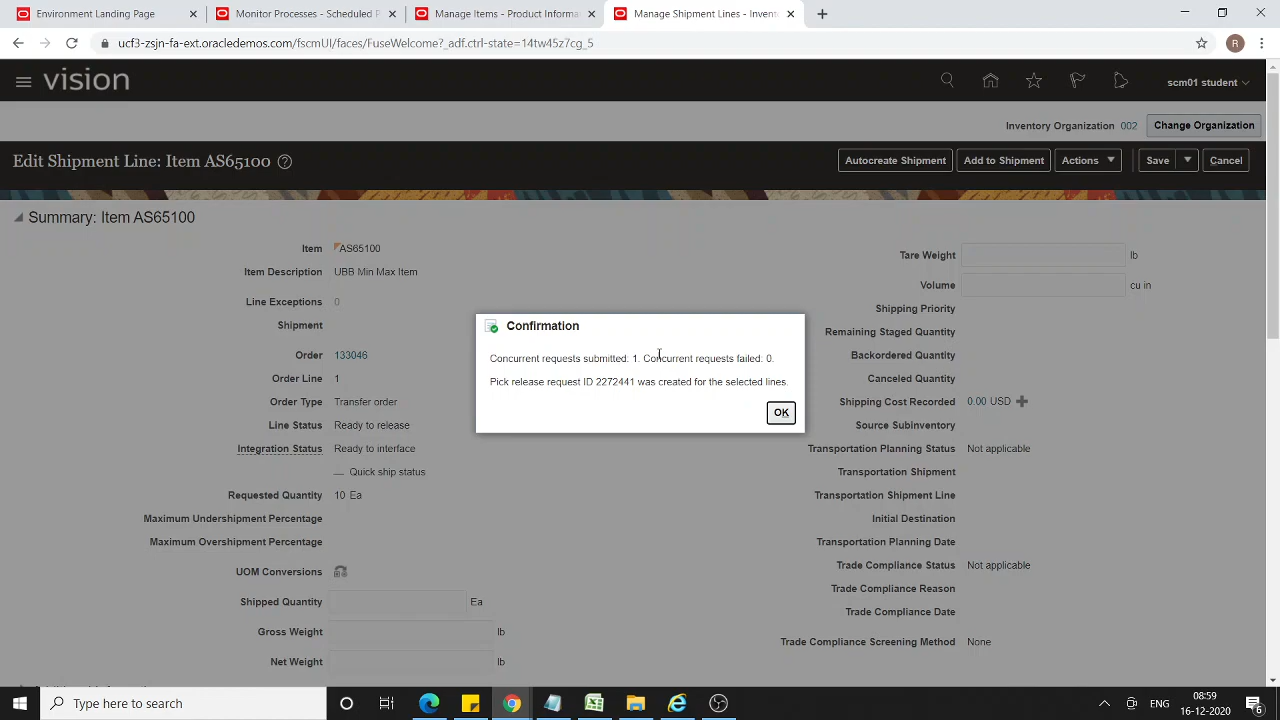 Environment Landing Page
Monitor Processes - Scheduled P
Manage Items - Product Informa
Manage Shipment Lines - Invent
ucf3-zsjn-fa-ext.oracledemos.com/fscmUI/faces/FuseWelcome?_adf.ctrl-state=14tw45z7cg_5
R
vision
scm01 student
Inventory Organization 002 Change Organization
Edit Shipment Line: Item AS65100 ?
Autocreate Shipment Add to Shipment Actions Save Cancel
Summary: Item AS65100
Item AS65100
Item Description UBB Min Max Item
Line Exceptions 0
Shipment
Order 133046
Order Line 1
Order Type Transfer order
Line Status Ready to release
Integration Status Ready to interface
Quick ship status
Requested Quantity 10 Ea
Maximum Undershipment Percentage
Maximum Overshipment Percentage
UOM Conversions
Shipped Quantity Ea
Gross Weight lb
Net Weight lb
Tare Weight lb
Volume cu in
Shipping Priority
Remaining Staged Quantity
Backordered Quantity
Canceled Quantity
Shipping Cost Recorded 0.00 USD
Source Subinventory
Transportation Planning Status Not applicable
Transportation Shipment
Transportation Shipment Line
Initial Destination
Transportation Planning Date
Trade Compliance Status Not applicable
Trade Compliance Reason
Trade Compliance Date
Trade Compliance Screening Method None
Confirmation
Concurrent requests submitted: 1. Concurrent requests failed: 0.
Pick release request ID 2272441 was created for the selected lines.
OK
Type here to search
08:59
16-12-2020
6